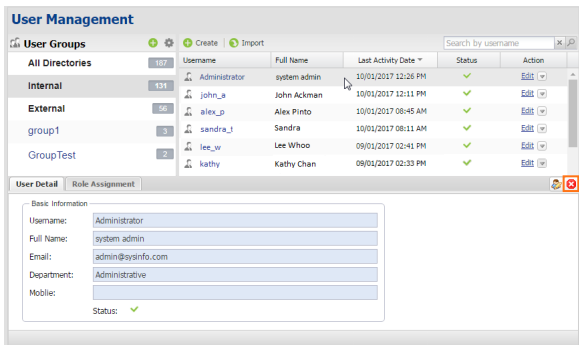 User Management
User Groups
Create Import Search by username
All Directories 187
Internal 131
External 56
group1 3
GroupTest 2
Username Full Name Last Activity Date Status Action
Administrator system admin 10/01/2017 12:26 PM Edit
john_a John Ackman 10/01/2017 12:11 PM Edit
alex_p Alex Pinto 10/01/2017 08:45 AM Edit
sandra_t Sandra 10/01/2017 08:11 AM Edit
lee_w Lee Whoo 09/01/2017 02:41 PM Edit
kathy Kathy Chan 09/01/2017 02:33 PM Edit
User Detail Role Assignment
Basic Information
Username: Administrator
Full Name: system admin
Email: admin@sysinfo.com
Department: Administrative
Moblie:
Status: